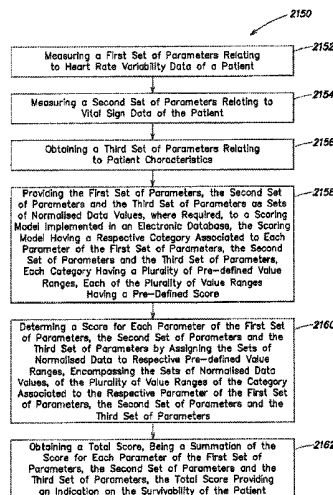 2150
2152
Measuring a First Set of Parameters Relating
to Heart Rate Variability Data of a Patient
2154
Measuring a Second Set of Parameters Relating to
Vital Sign Data of the Patient
2156
Obtaining a Third Set of Parameters Relating
to Patient Characteristics
2158
Providing the First Set of Parameters, the Second Set
of Parameters and the Third Set of Parameters as Sets
of Normalised Data Values, where Required, to a Scoring
Model Implemented in an Electronic Database, the Scoring
Model Having a Respective Category Associated to Each
Parameter of the First Set of Parameters, the Second
Set of Parameters and the Third Set of Parameters,
Each Category Having a Plurality of Pre-defined Value
Ranges, Each of the Plurality of Value Ranges
Having a Pre-Defined Score
2160
Determing a Score for Each Parameter of the First Set
of Parameters, the Second Set of Parameters and the
Third Set of Parameters by Assigning the Sets of
Normalised Data to Respective Pre-defined Value
Ranges, Encompassing the Sets of Normalised Data
Values, of the Plurality of Value Ranges of the Category
Associated to the Respective Parameter of the First Set
of Parameters, the Second Set of Parameters and the
Third Set of Parameters
2162
Obtaining a Total Score, Being a Summation of the
Score for Each Parameter of the First Set of
Parameters, the Second Set of Parameters and the
Third Set of Parameters, the Total Score Providing
an Indication on the Survivability of the Patient